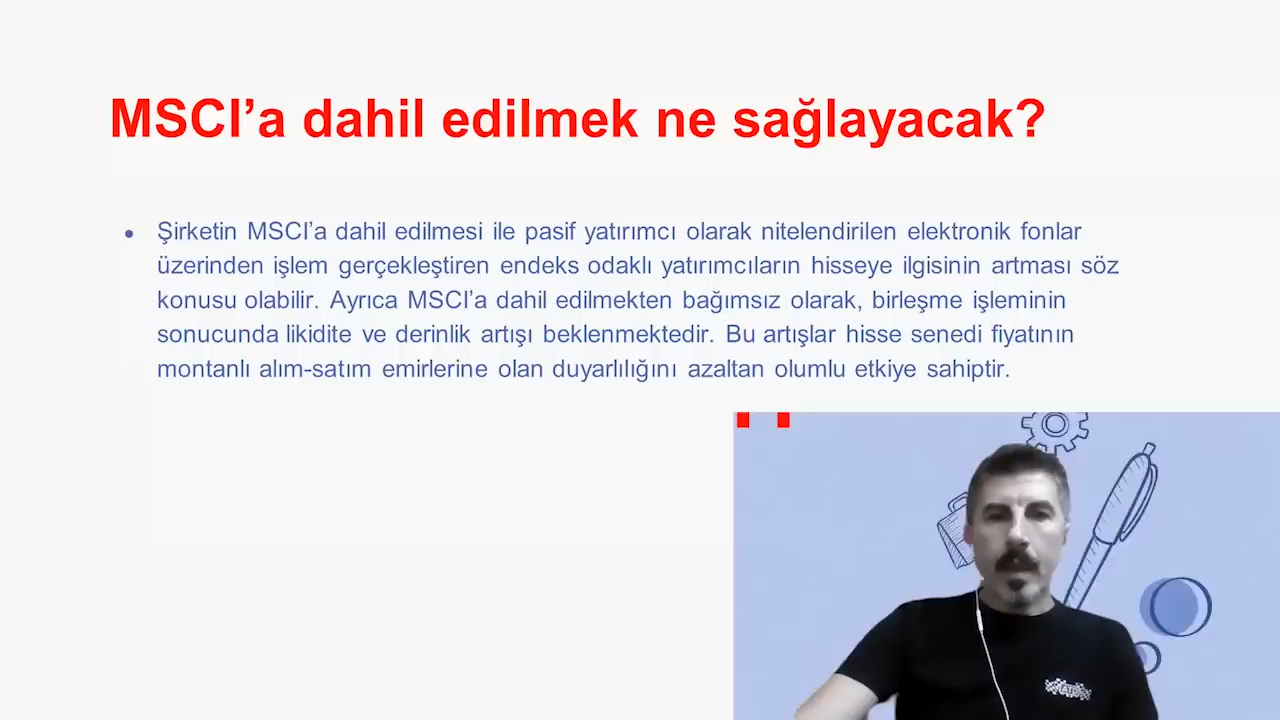 MSCI’a dahil edilmek ne sağlayacak?
• Şirketin MSCI’a dahil edilmesi ile pasif yatırımcı olarak nitelendirilen elektronik fonlar
üzerinden işlem gerçekleştiren endeks odaklı yatırımcıların hisseye ilgisinin artması söz
konusu olabilir. Ayrıca MSCI’a dahil edilmekten bağımsız olarak, birleşme işleminin
sonucunda likidite ve derinlik artışı beklenmektedir. Bu artışlar hisse senedi fiyatının
montanlı alım-satım emirlerine olan duyarlılığını azaltan olumlu etkiye sahiptir.